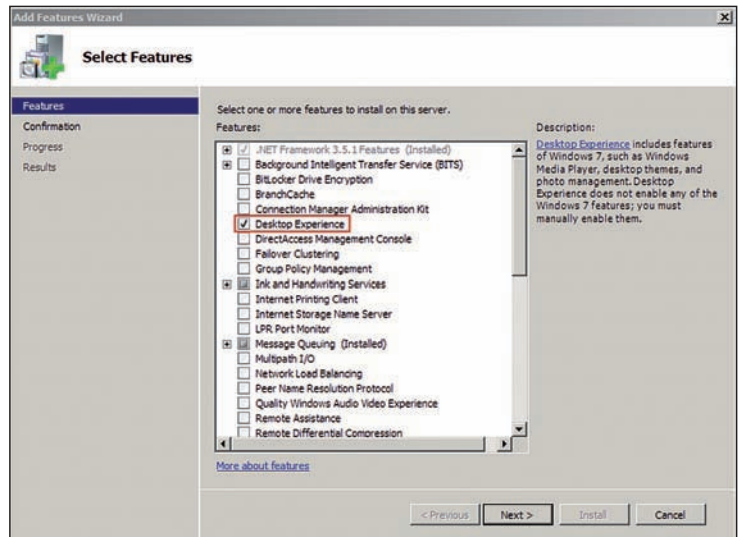 Add Features Wizard
Select Features
Features
Confirmation
Progress
Results
Select one or more features to install on this server.
Features:
.NET Framework 3.5.1 Features (Installed)
Background Intelligent Transfer Service (BITS)
BitLocker Drive Encryption
BranchCache
Connection Manager Administration Kit
Desktop Experience
DirectAccess Management Console
Failover Clustering
Group Policy Management
Ink and Handwriting Services
Internet Printing Client
Internet Storage Name Server
LPR Port Monitor
Message Queuing (Installed)
Multipath I/O
Network Load Balancing
Peer Name Resolution Protocol
Quality Windows Audio Video Experience
Remote Assistance
Remote Differential Compression
More about features
Description:
Desktop Experience includes features
of Windows 7, such as Windows
Media Player, desktop themes, and
photo management. Desktop
Experience does not enable any of the
Windows 7 features; you must
manually enable them.
< Previous
Next >
Install
Cancel